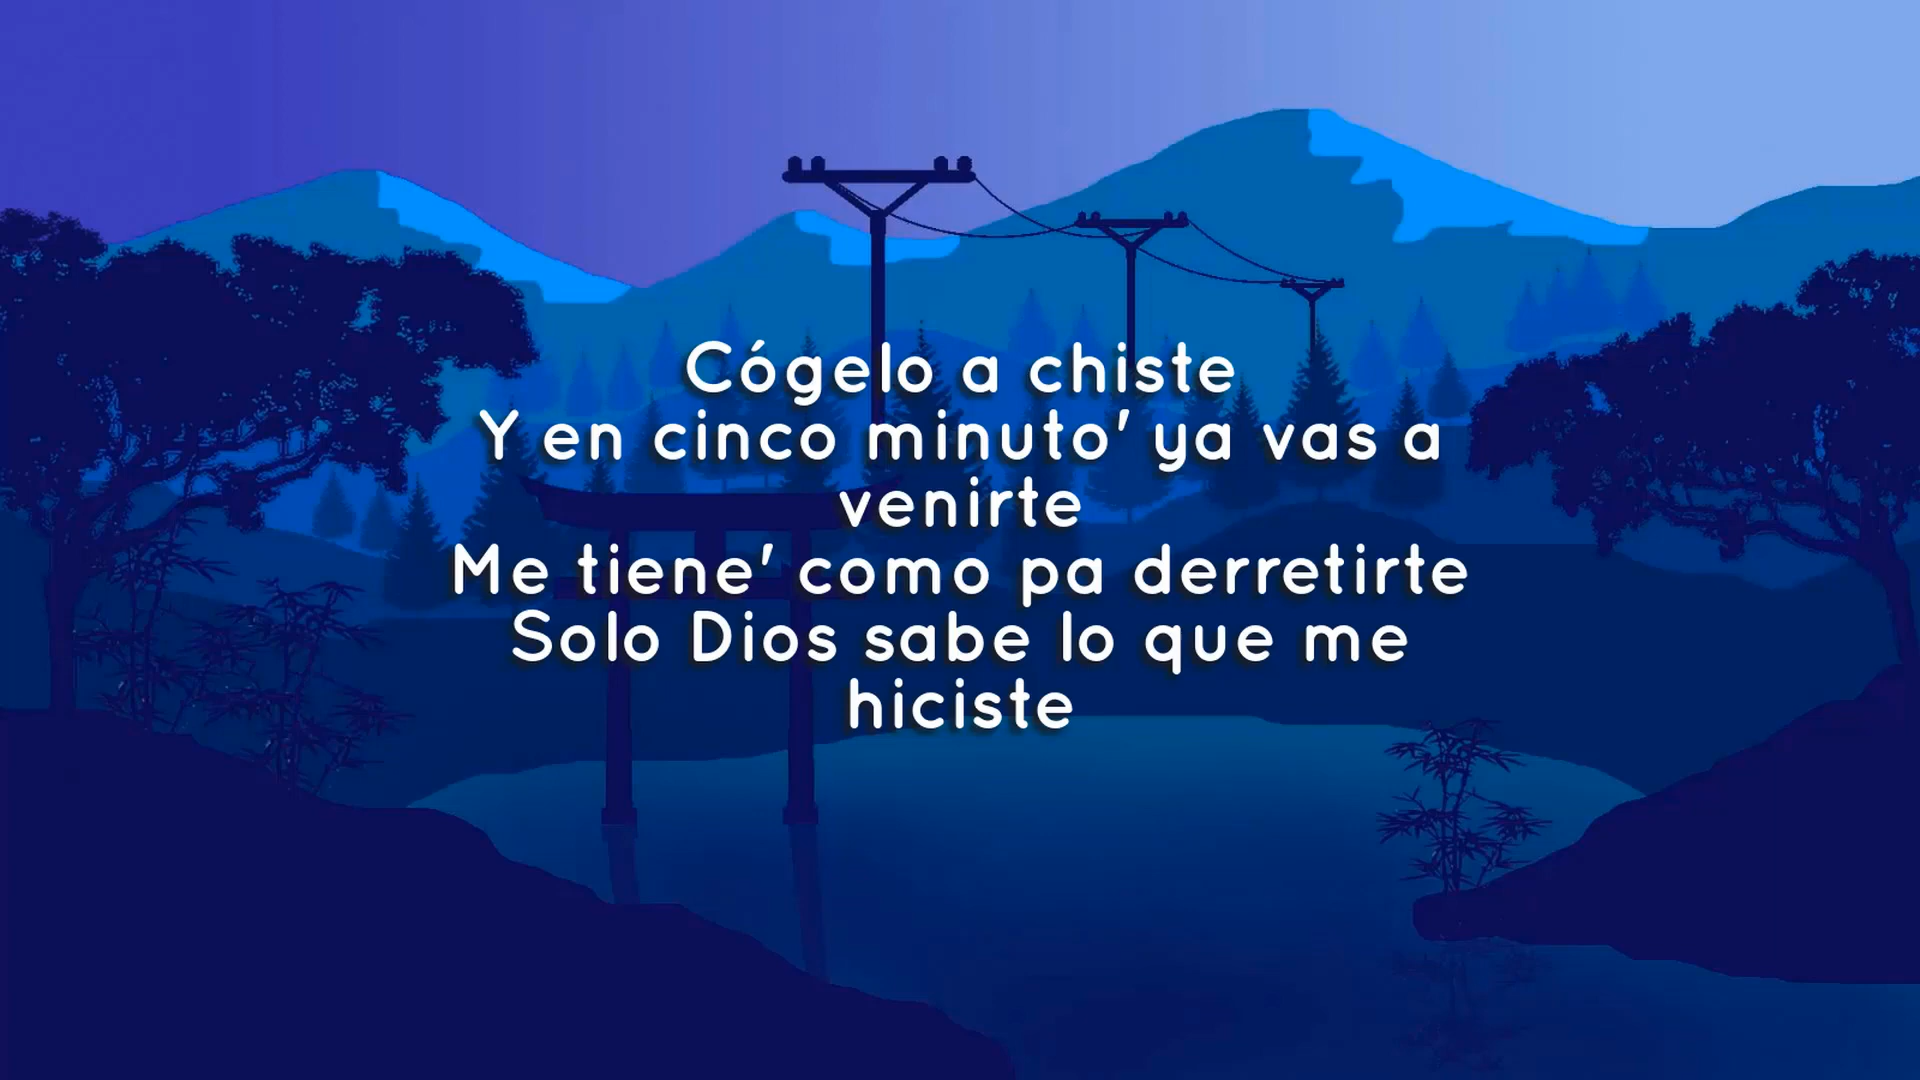 Cógelo a chiste
Y en cinco minuto' ya vas a
venirte
Me tiene' como pa derretirte
Solo Dios sabe lo que me
hiciste